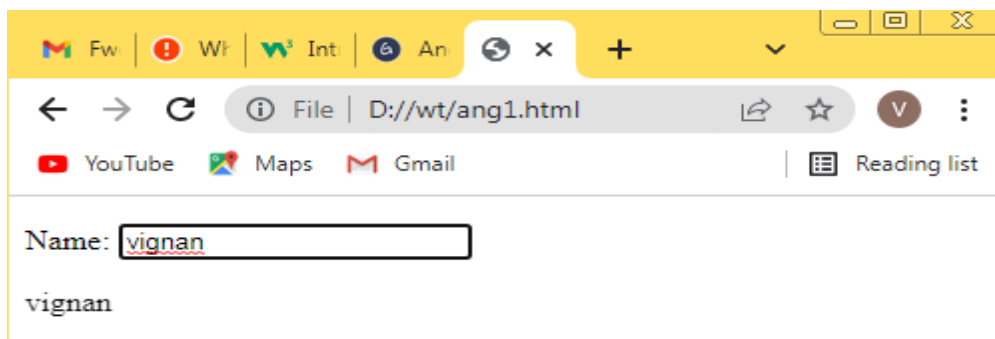 Fw Wh Int An
File D://wt/ang1.html V
YouTube Maps Gmail Reading list
Name: vignan
vignan